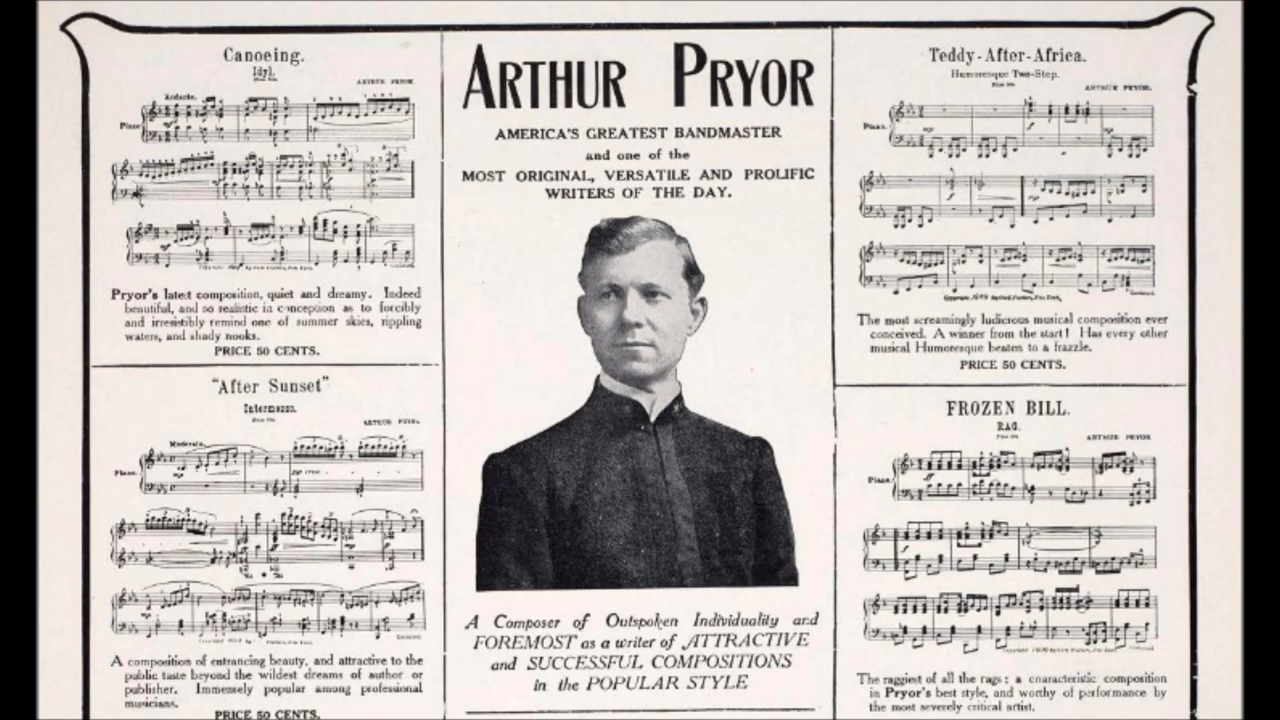 Canoeing.
Idyl.
ARTHUR PRYOR
Andante.
Piano
Pryor's latest composition, quiet and dreamy. Indeed
beautiful, and so realistic in conception as to forcibly
and irresistibly remind one of summer skies, rippling
waters, and shady nooks.
PRICE 50 CENTS.
"After Sunset"
Intermezzo.
ARTHUR PRYOR
Moderato.
Piano.
A composition of entrancing beauty, and attractive to the
public taste beyond the wildest dreams of author or
publisher. Immensely popular among professional
musicians.
PRICE 50 CENTS.
ARTHUR PRYOR
AMERICA'S GREATEST BANDMASTER
and one of the
MOST ORIGINAL, VERSATILE AND PROLIFIC
WRITERS OF THE DAY.
A Composer of Outspoken Individuality and
FOREMOST as a writer of ATTRACTIVE
and SUCCESSFUL COMPOSITIONS
in the POPULAR STYLE
Teddy-After-Africa.
Humoresque Two-Step.
ARTHUR PRYOR.
Piano.
The most screamingly ludicrous musical composition ever
conceived. A winner from the start! Has every other
musical Humoresque beaten to a frazzle.
PRICE 50 CENTS.
FROZEN BILL.
RAG.
ARTHUR PRYOR
Piano.
The raggiest of all the rags: a characteristic composition
in Pryor's best style, and worthy of performance by
the most severely critical artist.